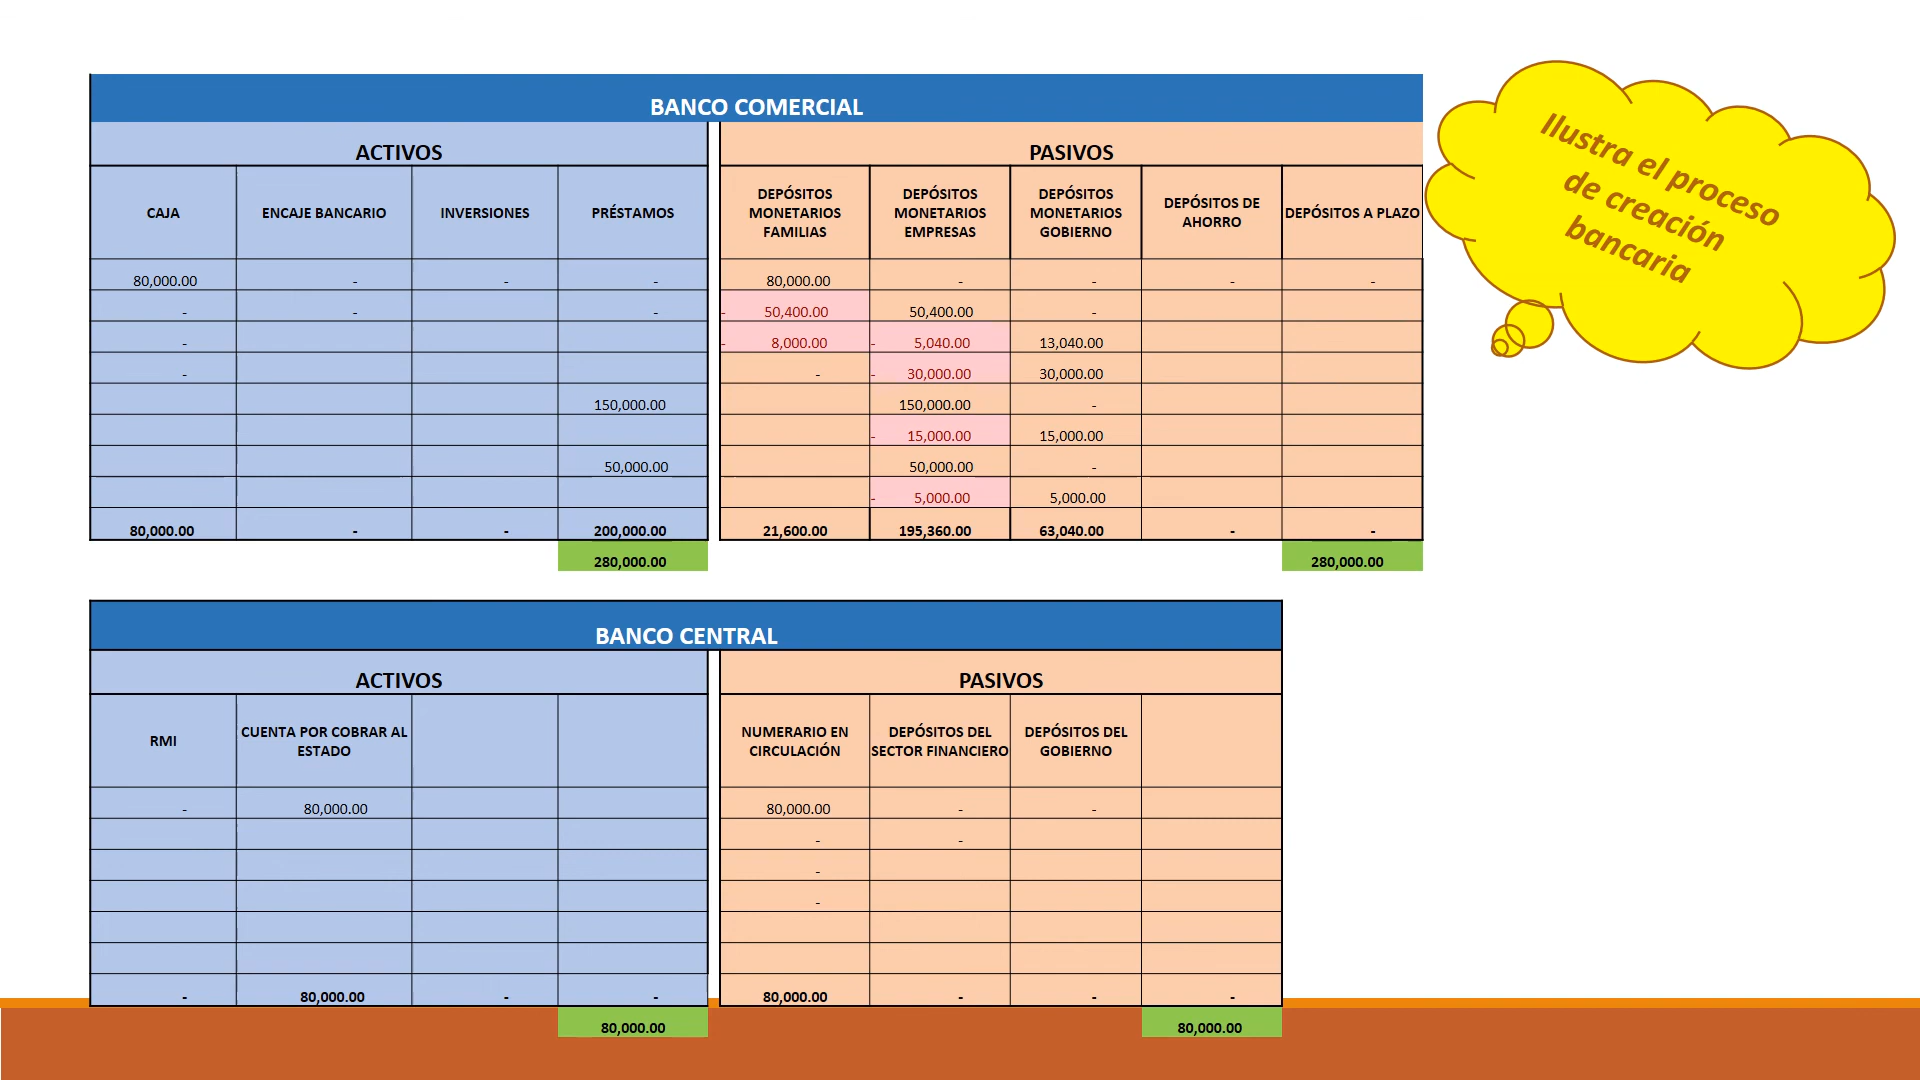 BANCO COMERCIAL
ACTIVOS PASIVOS
CAJA ENCAJE BANCARIO INVERSIONES PRÉSTAMOS DEPÓSITOS MONETARIOS FAMILIAS DEPÓSITOS MONETARIOS EMPRESAS DEPÓSITOS MONETARIOS GOBIERNO DEPÓSITOS DE AHORRO DEPÓSITOS A PLAZO
80,000.00 - - - 80,000.00 - - - -
- - - - 50,400.00 50,400.00 -
- - 8,000.00 - 5,040.00 13,040.00
- - - 30,000.00 30,000.00
150,000.00 150,000.00 -
- 15,000.00 15,000.00
50,000.00 50,000.00 -
- 5,000.00 5,000.00
80,000.00 - - 200,000.00 21,600.00 195,360.00 63,040.00 - -
280,000.00 280,000.00
Ilustra el proceso
de creación
bancaria
BANCO CENTRAL
ACTIVOS PASIVOS
RMI CUENTA POR COBRAR AL ESTADO NUMERARIO EN CIRCULACIÓN DEPÓSITOS DEL SECTOR FINANCIERO DEPÓSITOS DEL GOBIERNO
- 80,000.00 80,000.00 - -
- -
-
-
- 80,000.00 - - 80,000.00 - - -
80,000.00 80,000.00